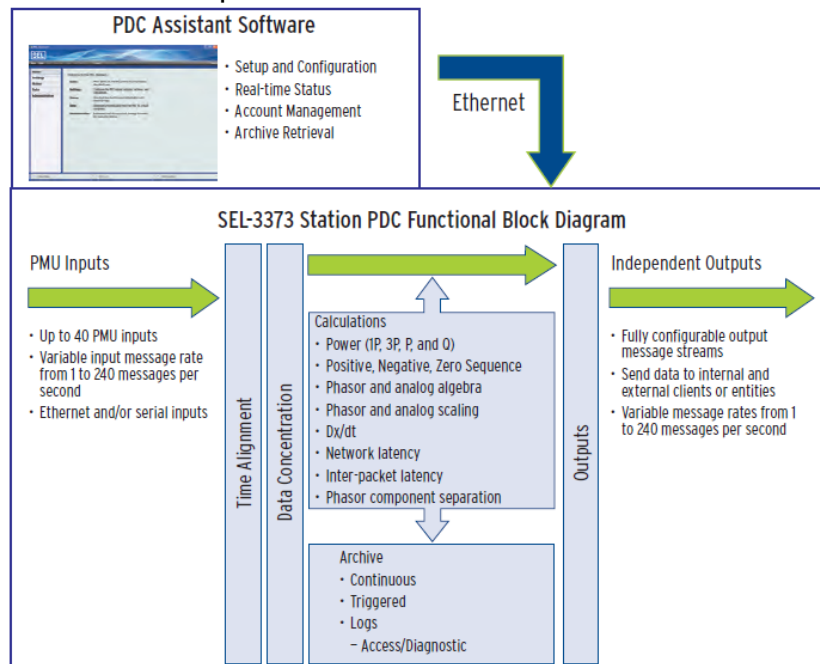 PDC Assistant Software
SEL
• Setup and Configuration
• Real-time Status
• Account Management
• Archive Retrieval
Ethernet
SEL-3373 Station PDC Functional Block Diagram
PMU Inputs
• Up to 40 PMU inputs
• Variable input message rate
from 1 to 240 messages per
second
• Ethernet and/or serial inputs
Time Alignment
Data Concentration
Calculations
• Power (1P, 3P, P, and Q)
• Positive, Negative, Zero Sequence
• Phasor and analog algebra
• Phasor and analog scaling
• Dx/dt
• Network latency
• Inter-packet latency
• Phasor component separation
Archive
• Continuous
• Triggered
• Logs
– Access/Diagnostic
Outputs
Independent Outputs
• Fully configurable output
message streams
• Send data to internal and
external clients or entities
• Variable message rates from 1
to 240 messages per second